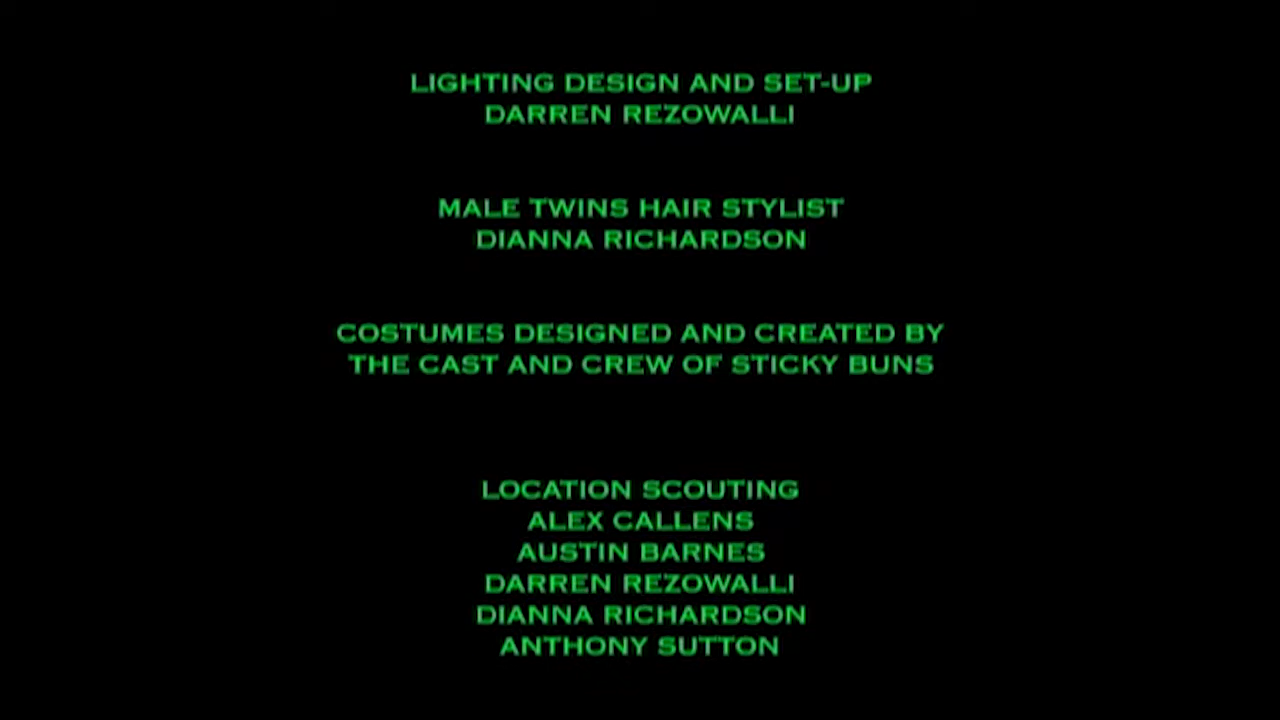 LIGHTING DESIGN AND SET-UP
DARREN REZOWALLI
MALE TWINS HAIR STYLIST
DIANNA RICHARDSON
COSTUMES DESIGNED AND CREATED BY
THE CAST AND CREW OF STICKY BUNS
LOCATION SCOUTING
ALEX CALLENS
AUSTIN BARNES
DARREN REZOWALLI
DIANNA RICHARDSON
ANTHONY SUTTON